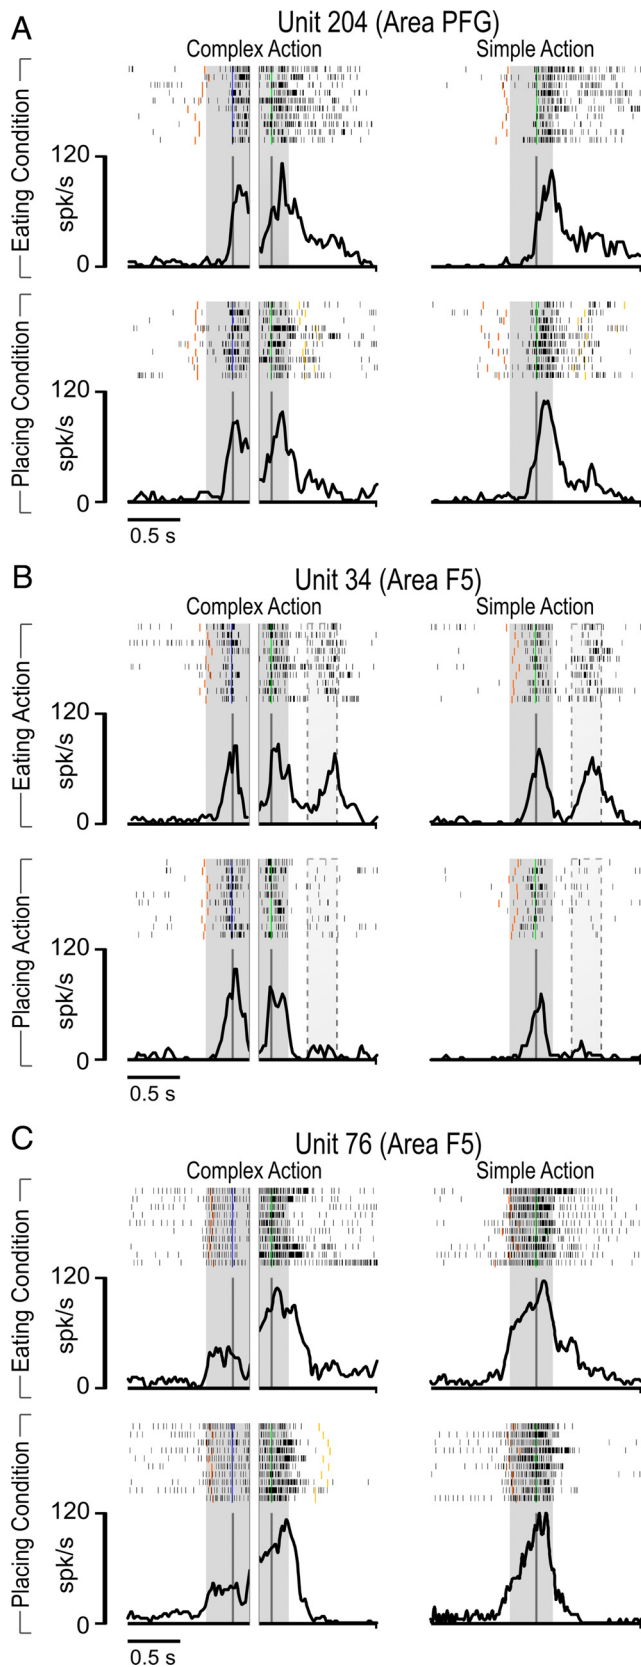 A
Unit 204 (Area PFG)
Complex Action
Simple Action
Eating Condition
120
spk/s
0
Placing Condition
120
spk/s
0
0.5 s
B
Unit 34 (Area F5)
Complex Action
Simple Action
Eating Action
120
spk/s
0
Placing Action
120
spk/s
0
0.5 s
C
Unit 76 (Area F5)
Complex Action
Simple Action
Eating Condition
120
spk/s
0
Placing Condition
120
spk/s
0
0.5 s